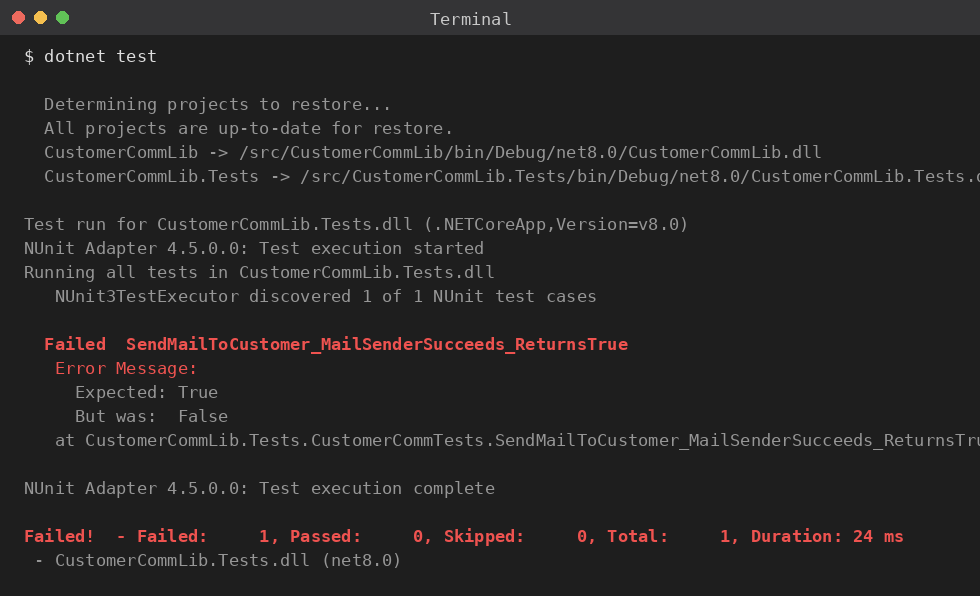 Terminal
$ dotnet test
Determining projects to restore...
All projects are up-to-date for restore.
CustomerCommLib -> /src/CustomerCommLib/bin/Debug/net8.0/CustomerCommLib.dll
CustomerCommLib.Tests -> /src/CustomerCommLib.Tests/bin/Debug/net8.0/CustomerCommLib.Tests.d
Test run for CustomerCommLib.Tests.dll (.NETCoreApp,Version=v8.0)
NUnit Adapter 4.5.0.0: Test execution started
Running all tests in CustomerCommLib.Tests.dll
NUnit3TestExecutor discovered 1 of 1 NUnit test cases
Failed  SendMailToCustomer_MailSenderSucceeds_ReturnsTrue
Error Message:
Expected: True
But was:  False
at CustomerCommLib.Tests.CustomerCommTests.SendMailToCustomer_MailSenderSucceeds_ReturnsTru
NUnit Adapter 4.5.0.0: Test execution complete
Failed!  - Failed:     1, Passed:     0, Skipped:     0, Total:     1, Duration: 24 ms
- CustomerCommLib.Tests.dll (net8.0)